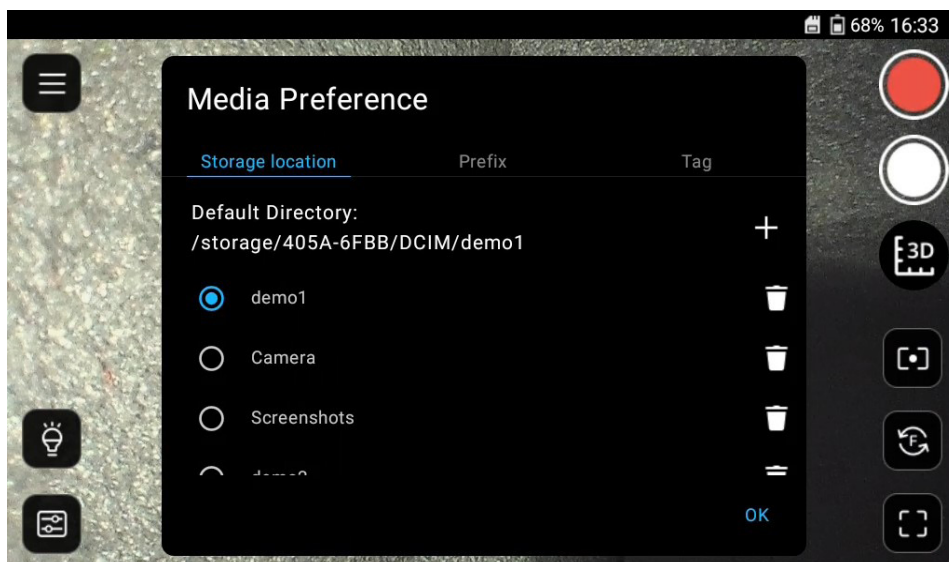 68% 16:33
Media Preference
Storage location Prefix Tag
Default Directory:
/storage/405A-6FBB/DCIM/demo1
demo1
3D
Camera
Screenshots
F
OK